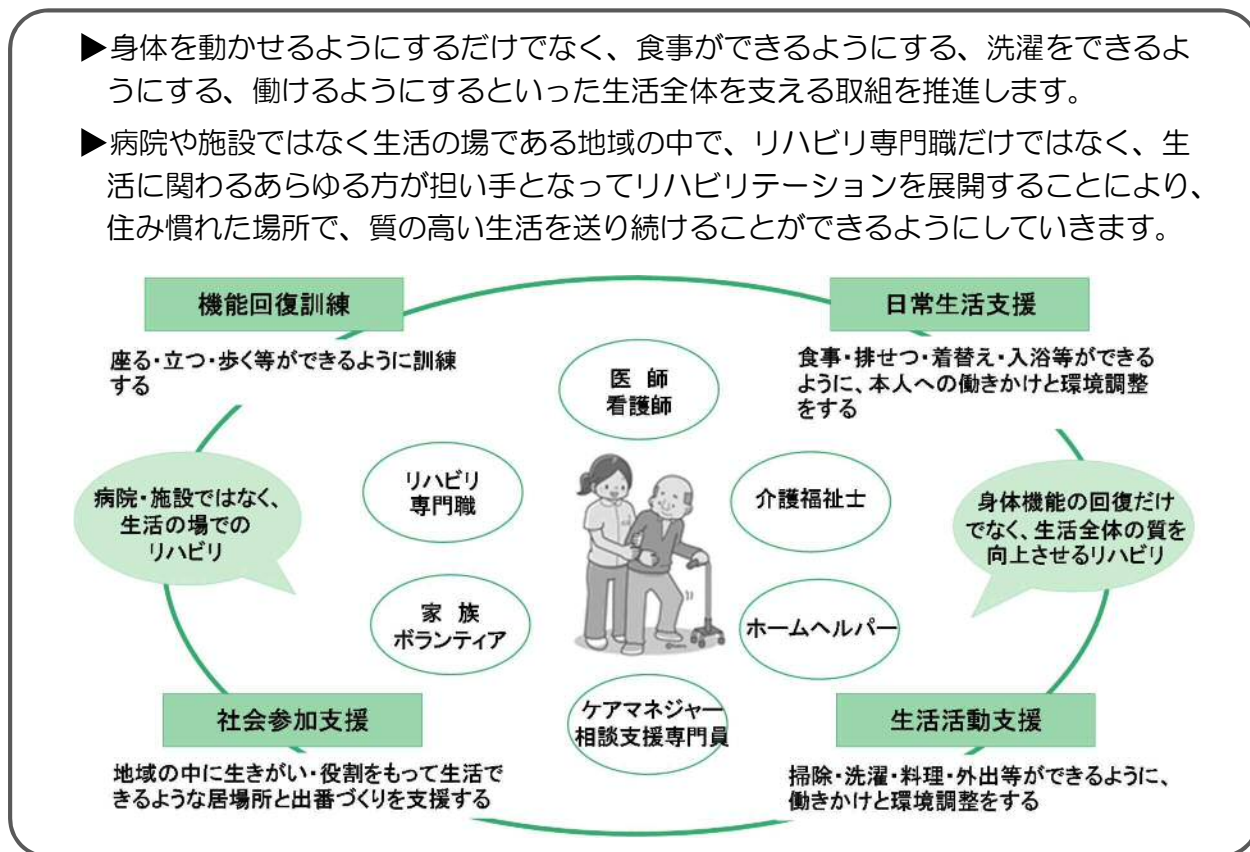 ▶身体を動かせるようにするだけでなく、食事ができるようにする、洗濯をできるよ
うにする、働けるようにするといった生活全体を支える取組を推進します。
▶病院や施設ではなく生活の場である地域の中で、リハビリ専門職だけではなく、生
活に関わるあらゆる方が担い手となってリハビリテーションを展開することにより、
住み慣れた場所で、質の高い生活を送り続けることができるようにしていきます。
機能回復訓練
座る・立つ・歩く等ができるように訓練
する
日常生活支援
食事・排せつ・着替え・入浴等ができる
ように、本人への働きかけと環境調整
をする
医 師
看護師
リハビリ
専門職
介護福祉士
病院・施設ではなく、
生活の場での
リハビリ
身体機能の回復だけ
でなく、生活全体の質を
向上させるリハビリ
家 族
ボランティア
ホームヘルパー
ケアマネジャー
相談支援専門員
社会参加支援
地域の中に生きがい・役割をもって生活で
きるような居場所と出番づくりを支援する
生活活動支援
掃除・洗濯・料理・外出等ができるように、
働きかけと環境調整をする